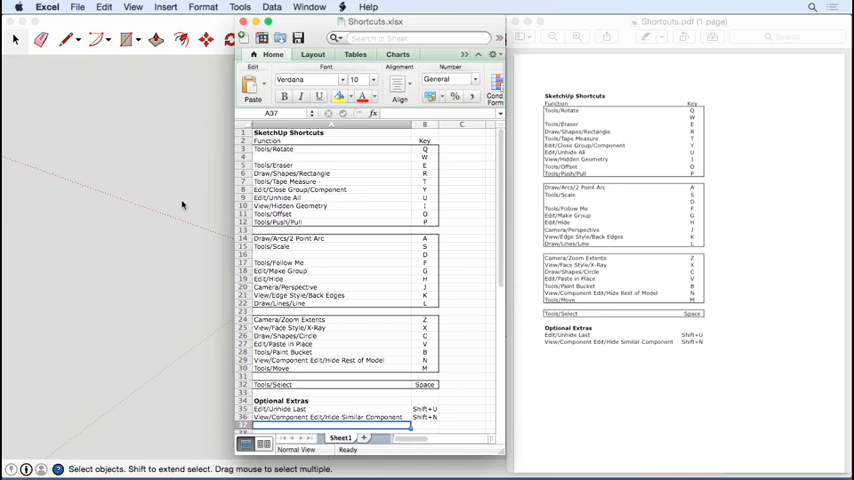 Excel File Edit View Insert Format Tools Data Window Help
Shortcuts.xlsx
Search in Sheet
Home Layout Tables Charts
Edit Font Alignment Number
Verdana 10 General
Paste B I U A Align % Cond Form
A37 fx
A B C
1 SketchUp Shortcuts
2 Function Key
3 Tools/Rotate Q
4 W
5 Tools/Eraser E
6 Draw/Shapes/Rectangle R
7 Tools/Tape Measure T
8 Edit/Close Group/Component Y
9 Edit/Unhide All U
10 View/Hidden Geometry I
11 Tools/Offset O
12 Tools/Push/Pull P
13
14 Draw/Arcs/2 Point Arc A
15 Tools/Scale S
16 D
17 Tools/Follow Me F
18 Edit/Make Group G
19 Edit/Hide H
20 Camera/Perspective J
21 View/Edge Style/Back Edges K
22 Draw/Lines/Line L
23
24 Camera/Zoom Extents Z
25 View/Face Style/X-Ray X
26 Draw/Shapes/Circle C
27 Edit/Paste in Place V
28 Tools/Paint Bucket B
29 View/Component Edit/Hide Rest of Model N
30 Tools/Move M
31
32 Tools/Select Space
33
34 Optional Extras
35 Edit/Unhide Last Shift+U
36 View/Component Edit/Hide Similar Component Shift+N
37
38
Sheet1
Normal View Ready
Shortcuts.pdf (1 page)
Search
SketchUp Shortcuts
Function Key
Tools/Rotate Q
W
Tools/Eraser E
Draw/Shapes/Rectangle R
Tools/Tape Measure T
Edit/Close Group/Component Y
Edit/Unhide All U
View/Hidden Geometry I
Tools/Offset O
Tools/Push/Pull P
Draw/Arcs/2 Point Arc A
Tools/Scale S
D
Tools/Follow Me F
Edit/Make Group G
Edit/Hide H
Camera/Perspective J
View/Edge Style/Back Edges K
Draw/Lines/Line L
Camera/Zoom Extents Z
View/Face Style/X-Ray X
Draw/Shapes/Circle C
Edit/Paste in Place V
Tools/Paint Bucket B
View/Component Edit/Hide Rest of Model N
Tools/Move M
Tools/Select Space
Optional Extras
Edit/Unhide Last Shift+U
View/Component Edit/Hide Similar Component Shift+N
Select objects. Shift to extend select. Drag mouse to select multiple.